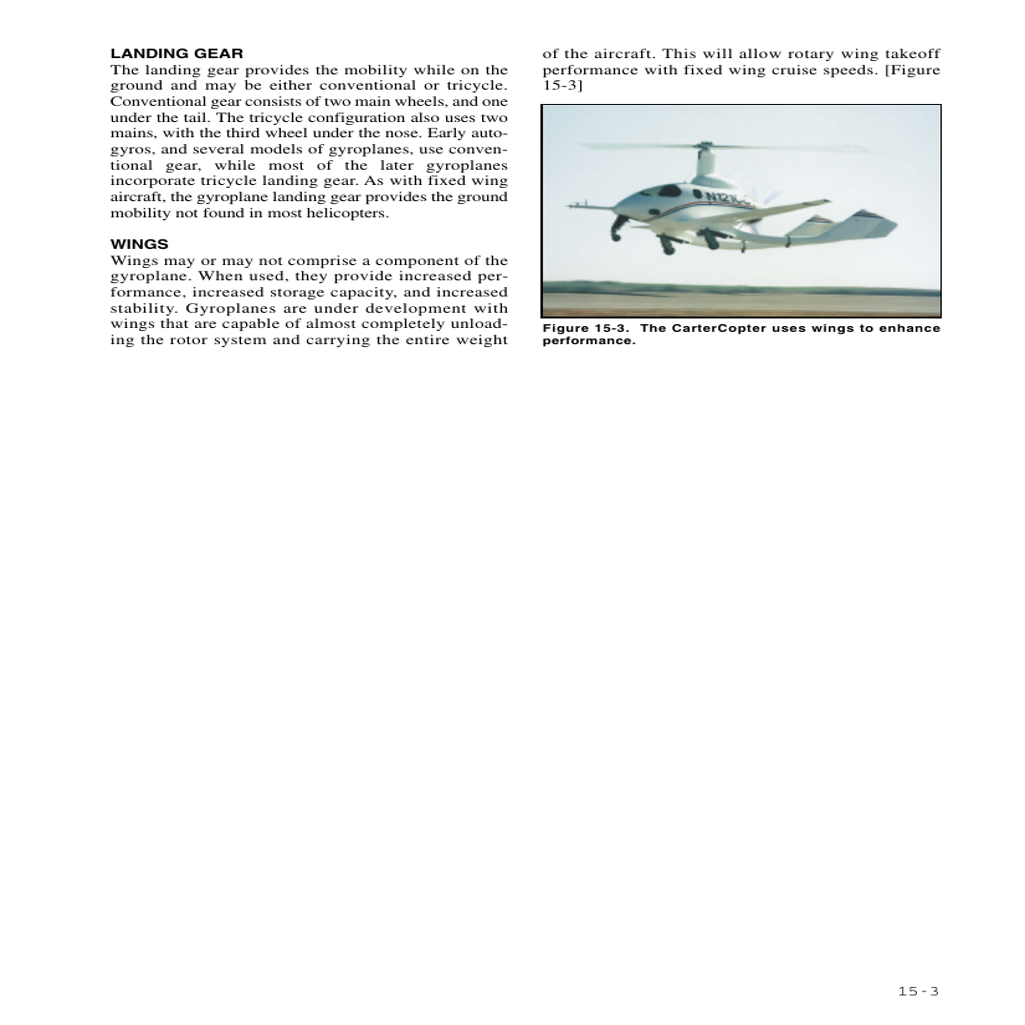 LANDING GEAR
The landing gear provides the mobility while on the
ground and may be either conventional or tricycle.
Conventional gear consists of two main wheels, and one
under the tail. The tricycle configuration also uses two
mains, with the third wheel under the nose. Early auto-
gyros, and several models of gyroplanes, use conven-
tional gear, while most of the later gyroplanes
incorporate tricycle landing gear. As with fixed wing
aircraft, the gyroplane landing gear provides the ground
mobility not found in most helicopters.
WINGS
Wings may or may not comprise a component of the
gyroplane. When used, they provide increased per-
formance, increased storage capacity, and increased
stability. Gyroplanes are under development with
wings that are capable of almost completely unload-
ing the rotor system and carrying the entire weight
of the aircraft. This will allow rotary wing takeoff
performance with fixed wing cruise speeds. [Figure
15-3]
Figure 15-3. The CarterCopter uses wings to enhance
performance.
15-3